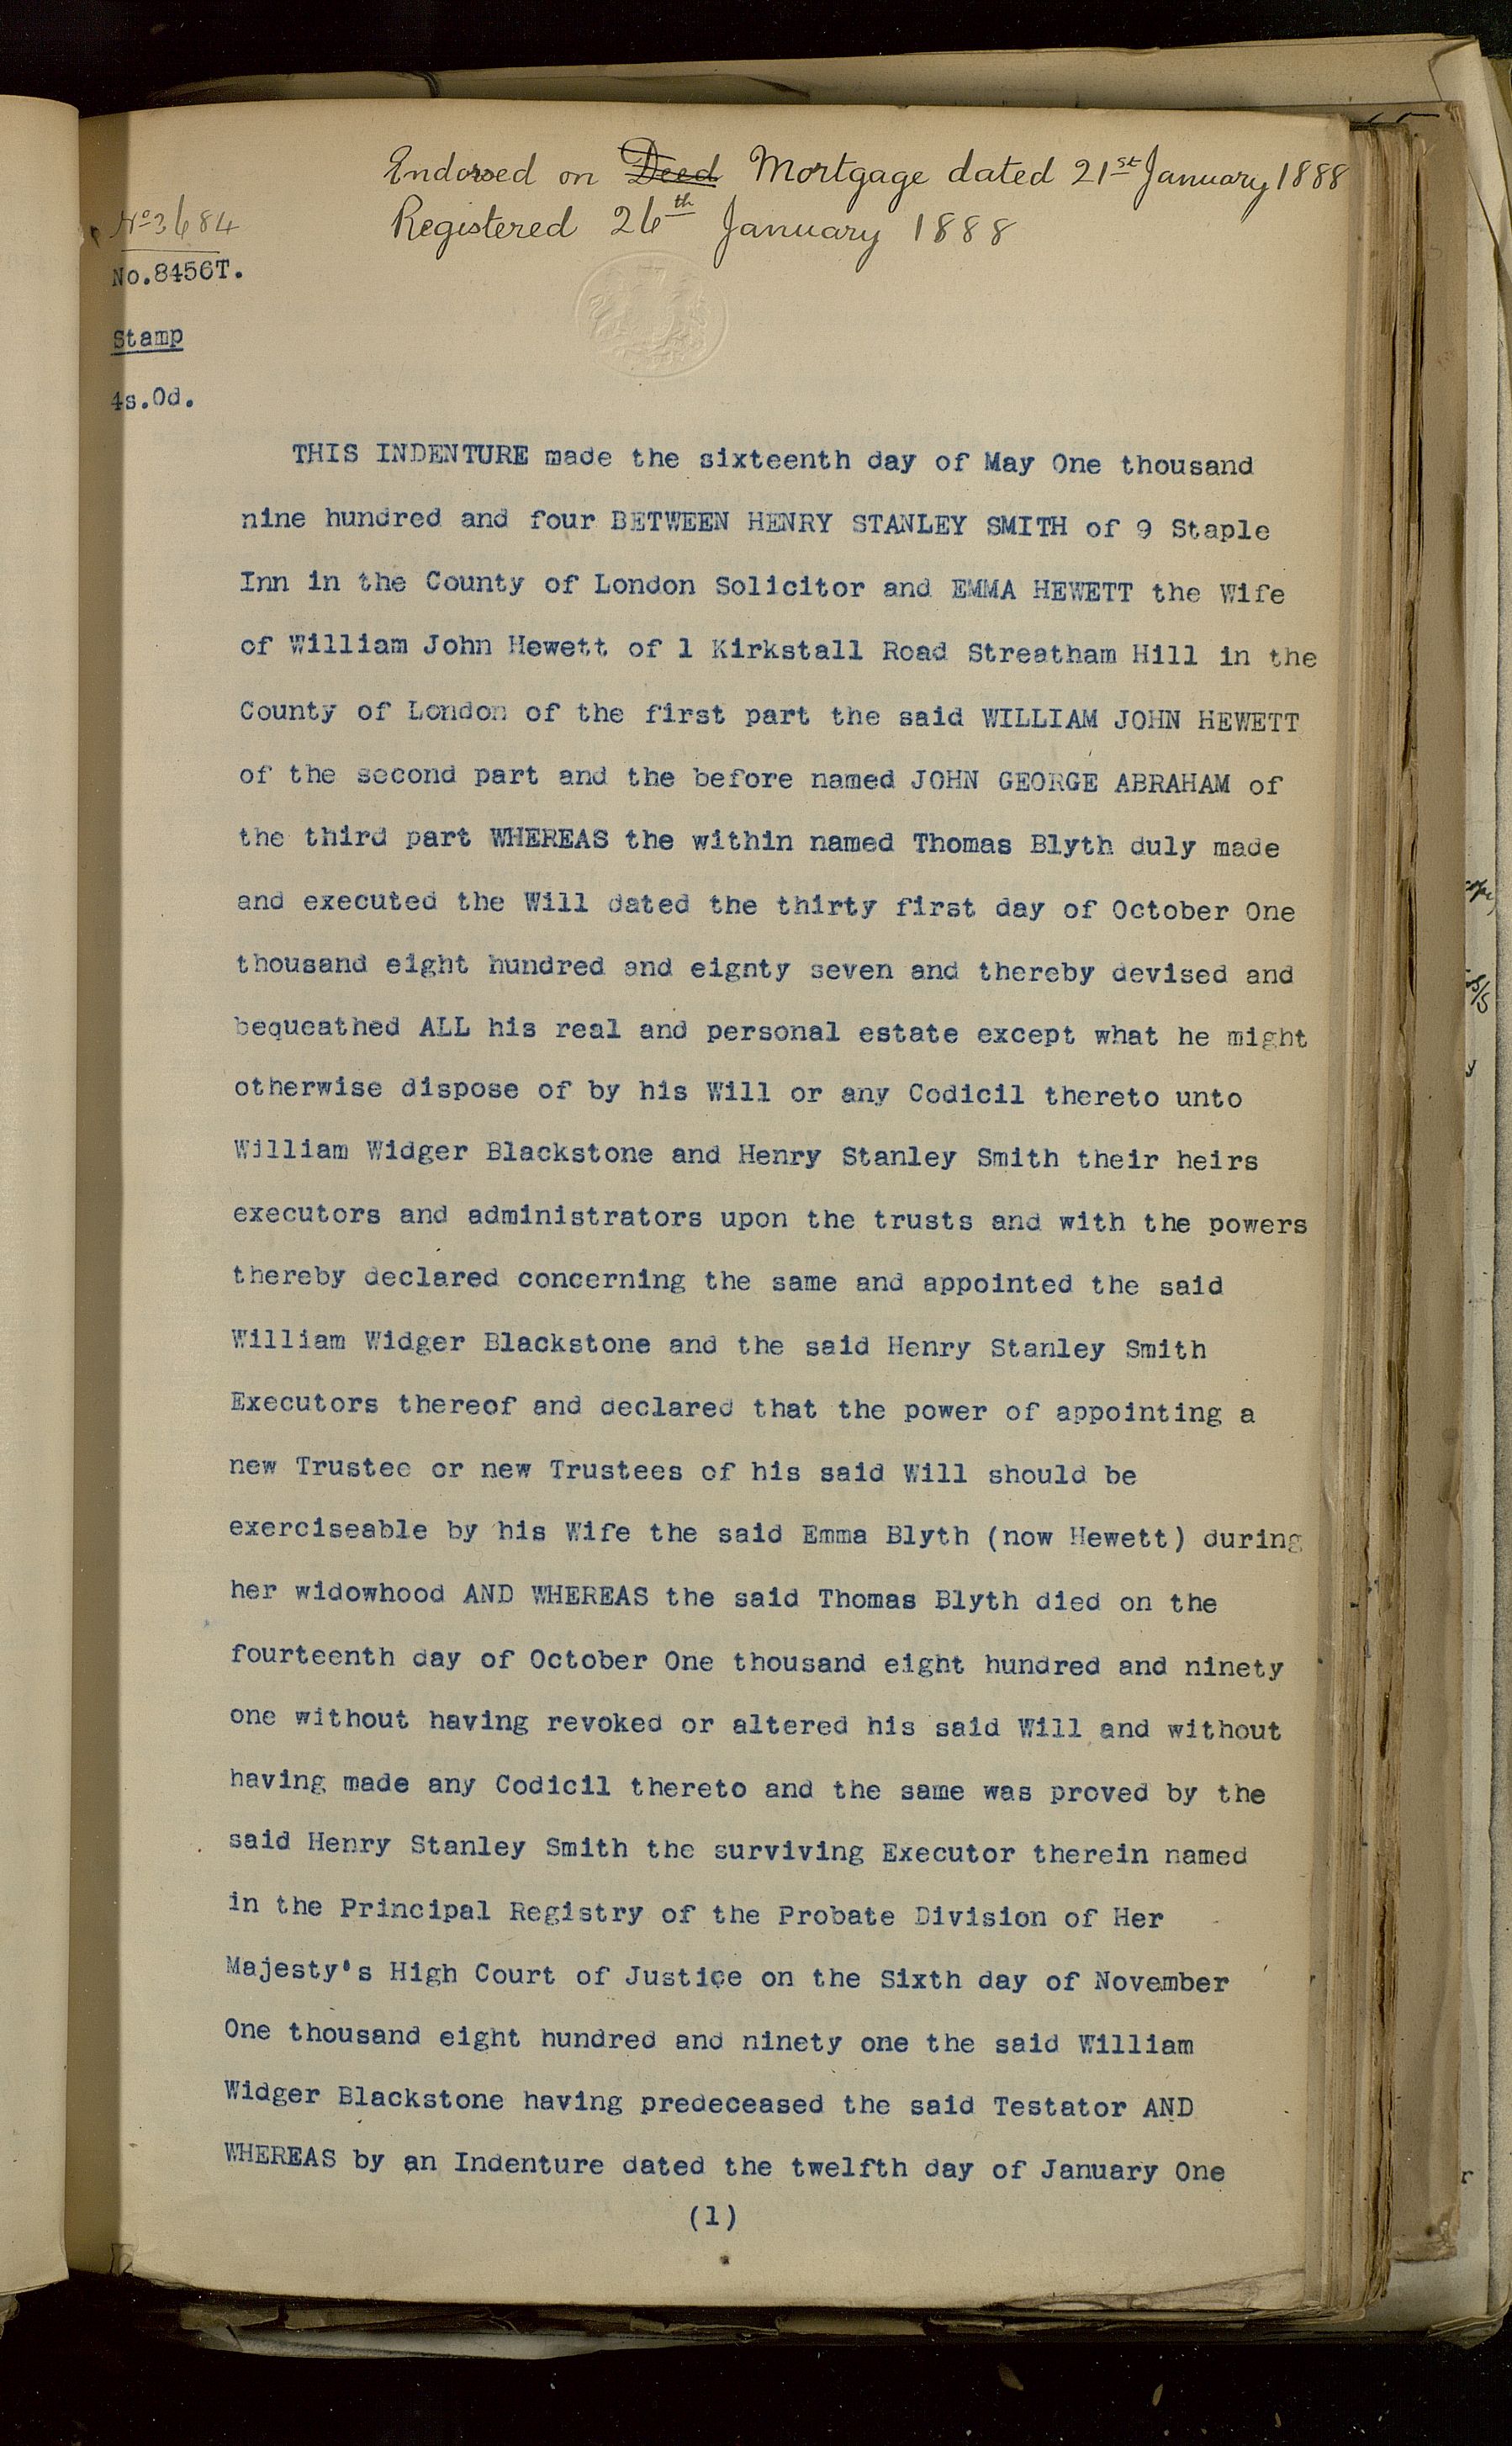 Endorsed on Deed Mortgage dated 21st January 1888
Registered 26th January 1888
No 3684
No.8456T.
Stamp
4s.0d.
THIS INDENTURE made the sixteenth day of May One thousand
nine hundred and four BETWEEN HENRY STANLEY SMITH of 9 Staple
Inn in the County of London Solicitor and EMMA HEWETT the Wife
of William John Hewett of 1 Kirkstall Road Streatham Hill in the
County of London of the first part the said WILLIAM JOHN HEWETT
of the second part and the before named JOHN GEORGE ABRAHAM of
the third part WHEREAS the within named Thomas Blyth duly made
and executed the Will dated the thirty first day of October One
thousand eight hundred and eignty seven and thereby devised and
bequeathed ALL his real and personal estate except what he might
otherwise dispose of by his Will or any Codicil thereto unto
William Widger Blackstone and Henry Stanley Smith their heirs
executors and administrators upon the trusts and with the powers
thereby declared concerning the same and appointed the said
William Widger Blackstone and the said Henry Stanley Smith
Executors thereof and declared that the power of appointing a
new Trustee or new Trustees of his said Will should be
exerciseable by his Wife the said Emma Blyth (now Hewett) during
her widowhood AND WHEREAS the said Thomas Blyth died on the
fourteenth day of October One thousand eight hundred and ninety
one without having revoked or altered his said Will and without
having made any Codicil thereto and the same was proved by the
said Henry Stanley Smith the surviving Executor therein named
in the Principal Registry of the Probate Division of Her
Majesty's High Court of Justice on the Sixth day of November
One thousand eight hundred and ninety one the said William
Widger Blackstone having predeceased the said Testator AND
WHEREAS by an Indenture dated the twelfth day of January One
(1)